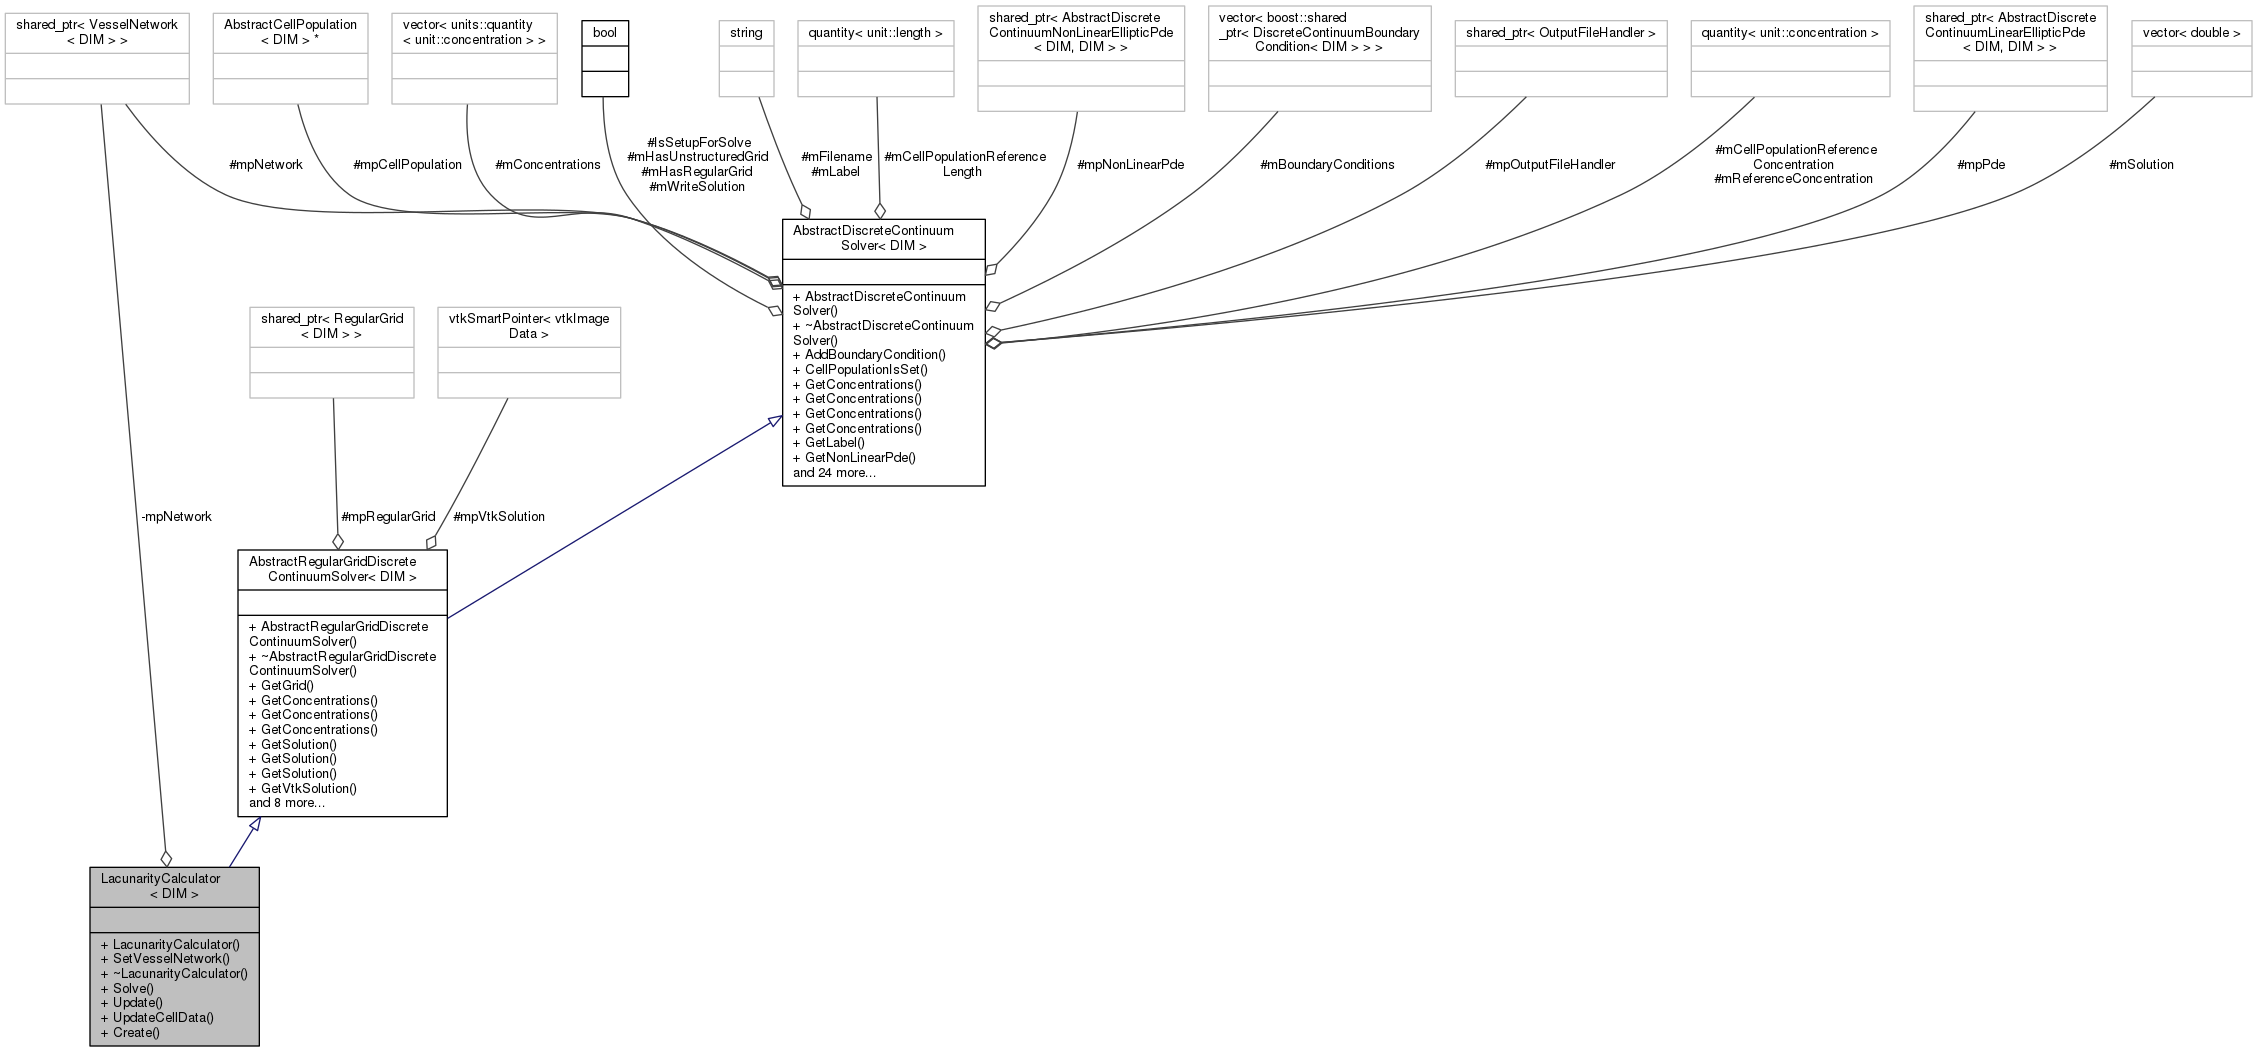 shared_ptr< VesselNetwork
< DIM > >
AbstractCellPopulation
< DIM > *
vector< units::quantity
< unit::concentration > >
bool
string
quantity< unit::length >
shared_ptr< AbstractDiscrete
ContinuumNonLinearEllipticPde
< DIM, DIM > >
vector< boost::shared
_ptr< DiscreteContinuumBoundary
Condition< DIM > > >
shared_ptr< OutputFileHandler >
quantity< unit::concentration >
shared_ptr< AbstractDiscrete
ContinuumLinearEllipticPde
< DIM, DIM > >
vector< double >
#mpNetwork
#mpCellPopulation
#mConcentrations
#IsSetupForSolve
#mHasUnstructuredGrid
#mHasRegularGrid
#mWriteSolution
#mFilename
#mLabel
#mCellPopulationReference
Length
#mpNonLinearPde
#mBoundaryConditions
#mpOutputFileHandler
#mCellPopulationReference
Concentration
#mReferenceConcentration
#mpPde
#mSolution
AbstractDiscreteContinuum
Solver< DIM >
+ AbstractDiscreteContinuum
Solver()
+ ~AbstractDiscreteContinuum
Solver()
+ AddBoundaryCondition()
+ CellPopulationIsSet()
+ GetConcentrations()
+ GetConcentrations()
+ GetConcentrations()
+ GetConcentrations()
+ GetLabel()
+ GetNonLinearPde()
and 24 more...
shared_ptr< RegularGrid
< DIM > >
vtkSmartPointer< vtkImage
Data >
-mpNetwork
#mpRegularGrid
#mpVtkSolution
AbstractRegularGridDiscrete
ContinuumSolver< DIM >
+ AbstractRegularGridDiscrete
ContinuumSolver()
+ ~AbstractRegularGridDiscrete
ContinuumSolver()
+ GetGrid()
+ GetConcentrations()
+ GetConcentrations()
+ GetConcentrations()
+ GetSolution()
+ GetSolution()
+ GetSolution()
+ GetVtkSolution()
and 8 more...
LacunarityCalculator
< DIM >
+ LacunarityCalculator()
+ SetVesselNetwork()
+ ~LacunarityCalculator()
+ Solve()
+ Update()
+ UpdateCellData()
+ Create()